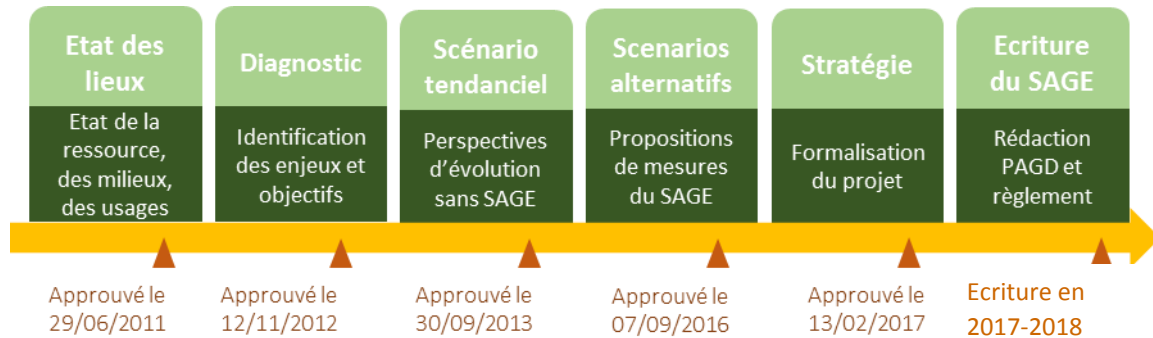 Etat des
lieux
Etat de la
ressource,
des milieux,
des usages
Approuvé le
29/06/2011
Diagnostic
Identification
des enjeux et
objectifs
Approuvé le
12/11/2012
Scénario
tendanciel
Perspectives
d'évolution
sans SAGE
Approuvé le
30/09/2013
Scenarios
alternatifs
Propositions
de mesures
du SAGE
Approuvé le
07/09/2016
Stratégie
Formalisation
du projet
Approuvé le
13/02/2017
Ecriture
du SAGE
Rédaction
PAGD et
règlement
Ecriture en
2017-2018